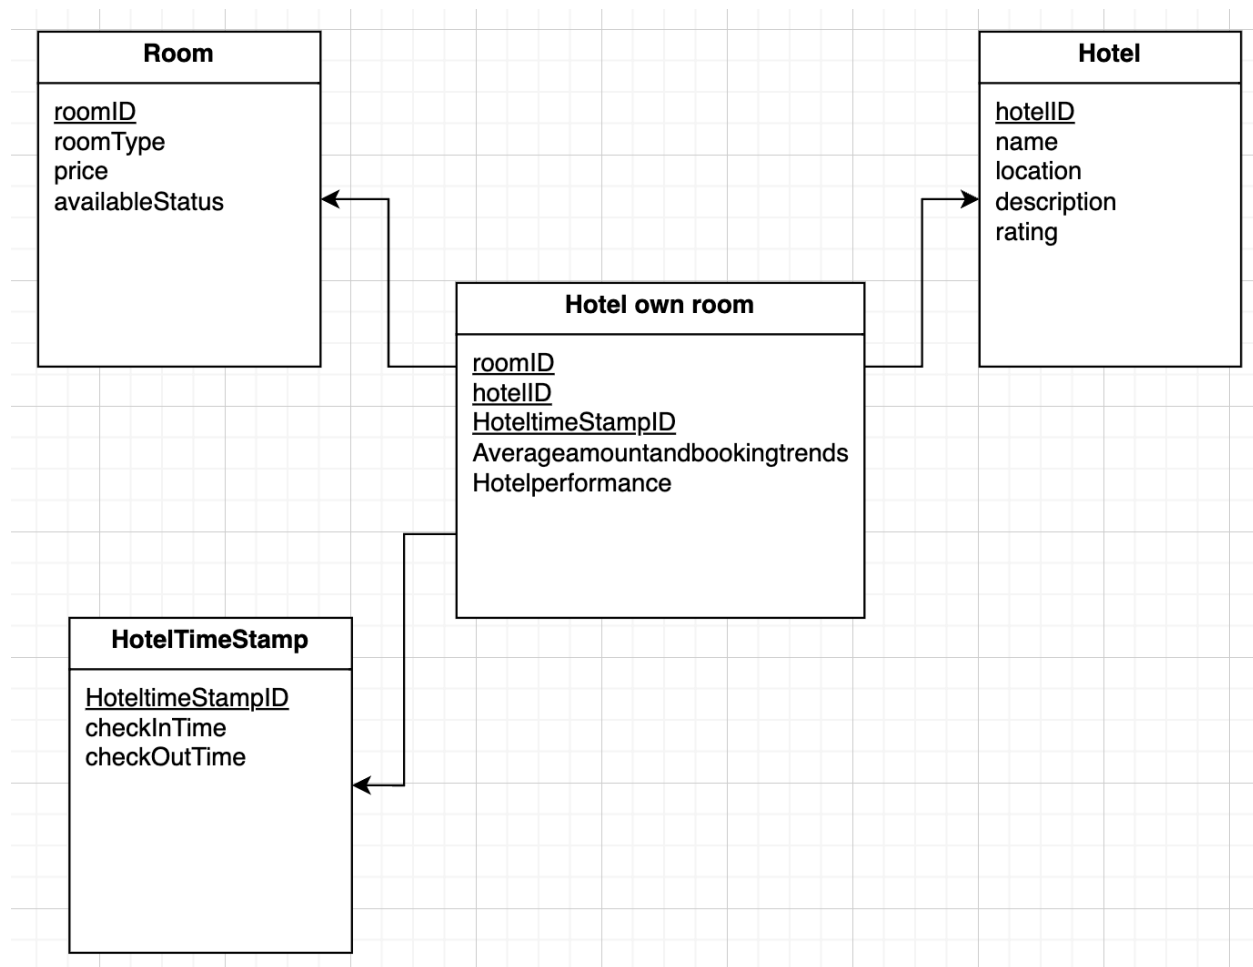 Room
roomID
roomType
price
availableStatus
Hotel
hotelID
name
location
description
rating
Hotel own room
roomID
hotelID
HoteltimeStampID
Averageamountandbookingtrends
Hotelperformance
HotelTimeStamp
HoteltimeStampID
checkInTime
checkOutTime